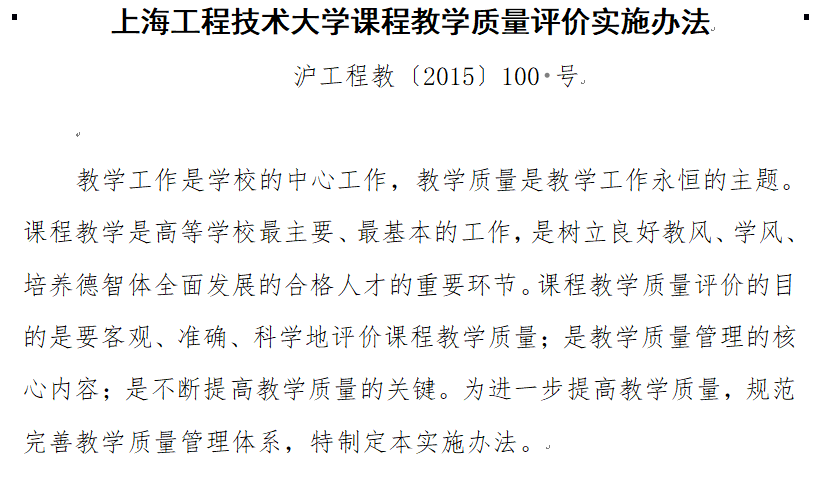 上海工程技术大学课程教学质量评价实施办法
沪工程教〔2015〕100 号
教学工作是学校的中心工作，教学质量是教学工作永恒的主题。
课程教学是高等学校最主要、最基本的工作，是树立良好教风、学风、
培养德智体全面发展的合格人才的重要环节。课程教学质量评价的目
的是要客观、准确、科学地评价课程教学质量；是教学质量管理的核
心内容；是不断提高教学质量的关键。为进一步提高教学质量，规范
完善教学质量管理体系，特制定本实施办法。